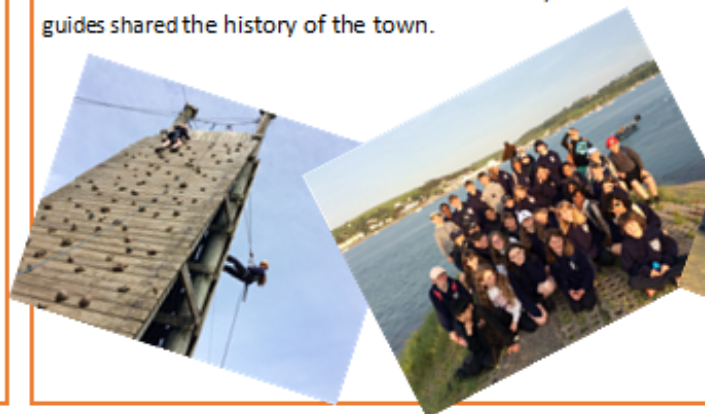 guides shared the history of the town.